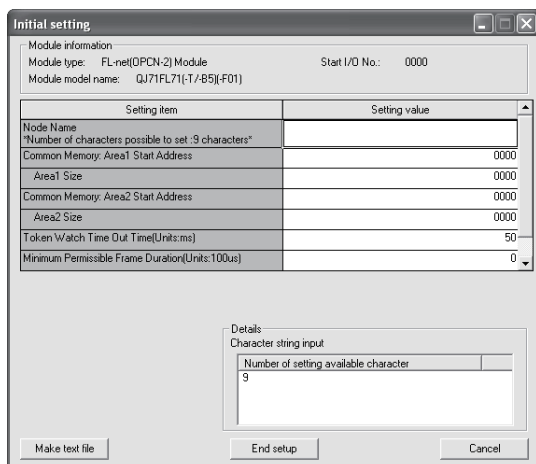 Initial setting
Module information
Module type: FL-net(OPCN-2) Module Start I/O No.: 0000
Module model name: QJ71FL71(-T/-B5)(-F01)
Setting item Setting value
Node Name
*Number of characters possible to set :9 characters*
Common Memory: Area1 Start Address 0000
Area1 Size 0000
Common Memory: Area2 Start Address 0000
Area2 Size 0000
Token Watch Time Out Time(Units:ms) 50
Minimum Permissible Frame Duration(Units:100us) 0
Details
Character string input
Number of setting available character
9
Make text file End setup Cancel